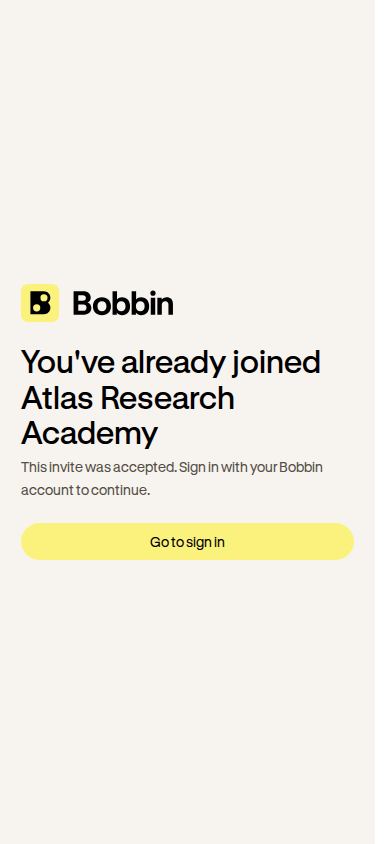 Bobbin
You've already joined
Atlas Research
Academy
This invite was accepted. Sign in with your Bobbin
account to continue.
Go to sign in